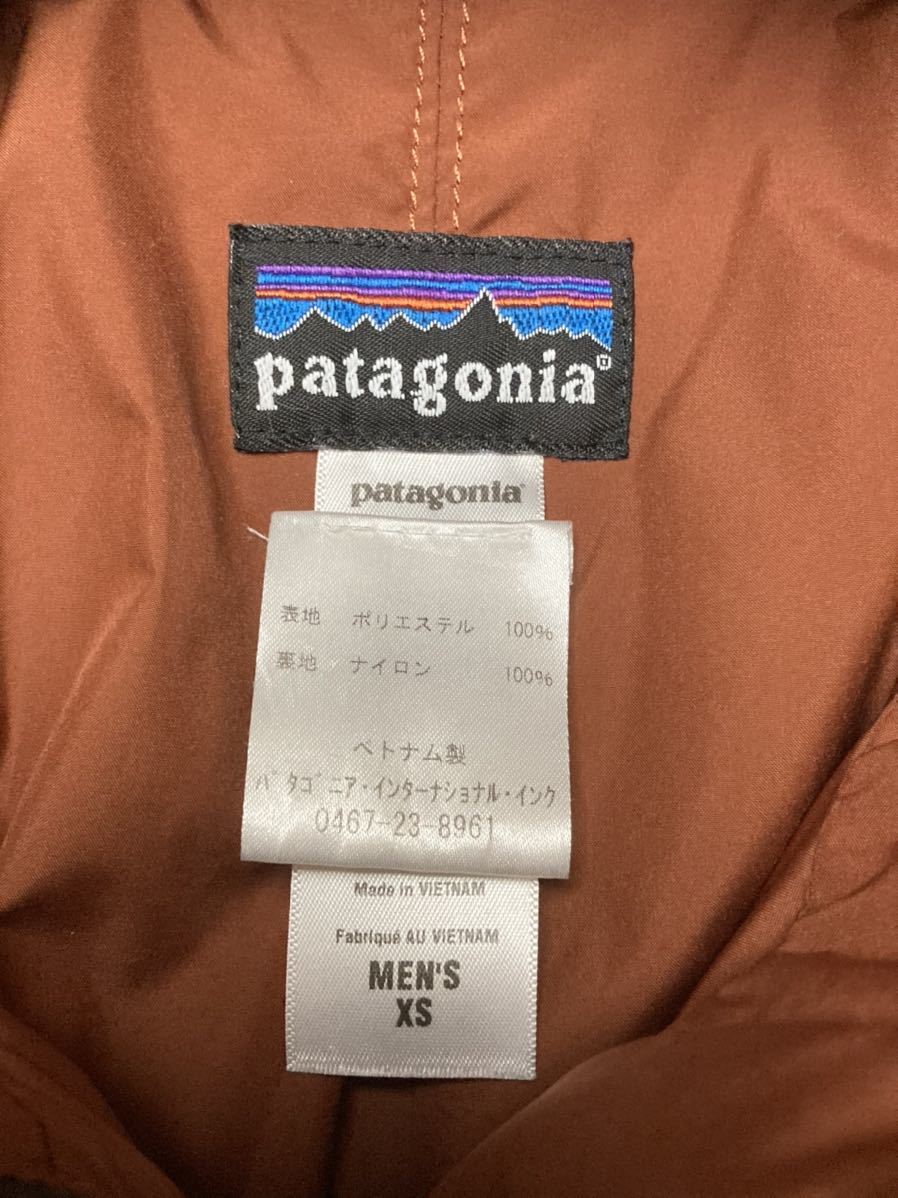 patagonia®
patagonia®
表地 ポリエステル 100%
裏地 ナイロン 100%
ベトナム製
パタゴニア・インターナショナル・インク
0467-23-8961
Made in VIETNAM
Fabriqué AU VIETNAM
MEN'S
XS